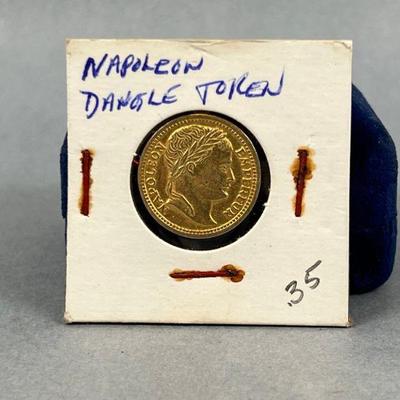 NAPOLEON
DANGLE TOKEN
NAPOLEON EMPEREUR
.35